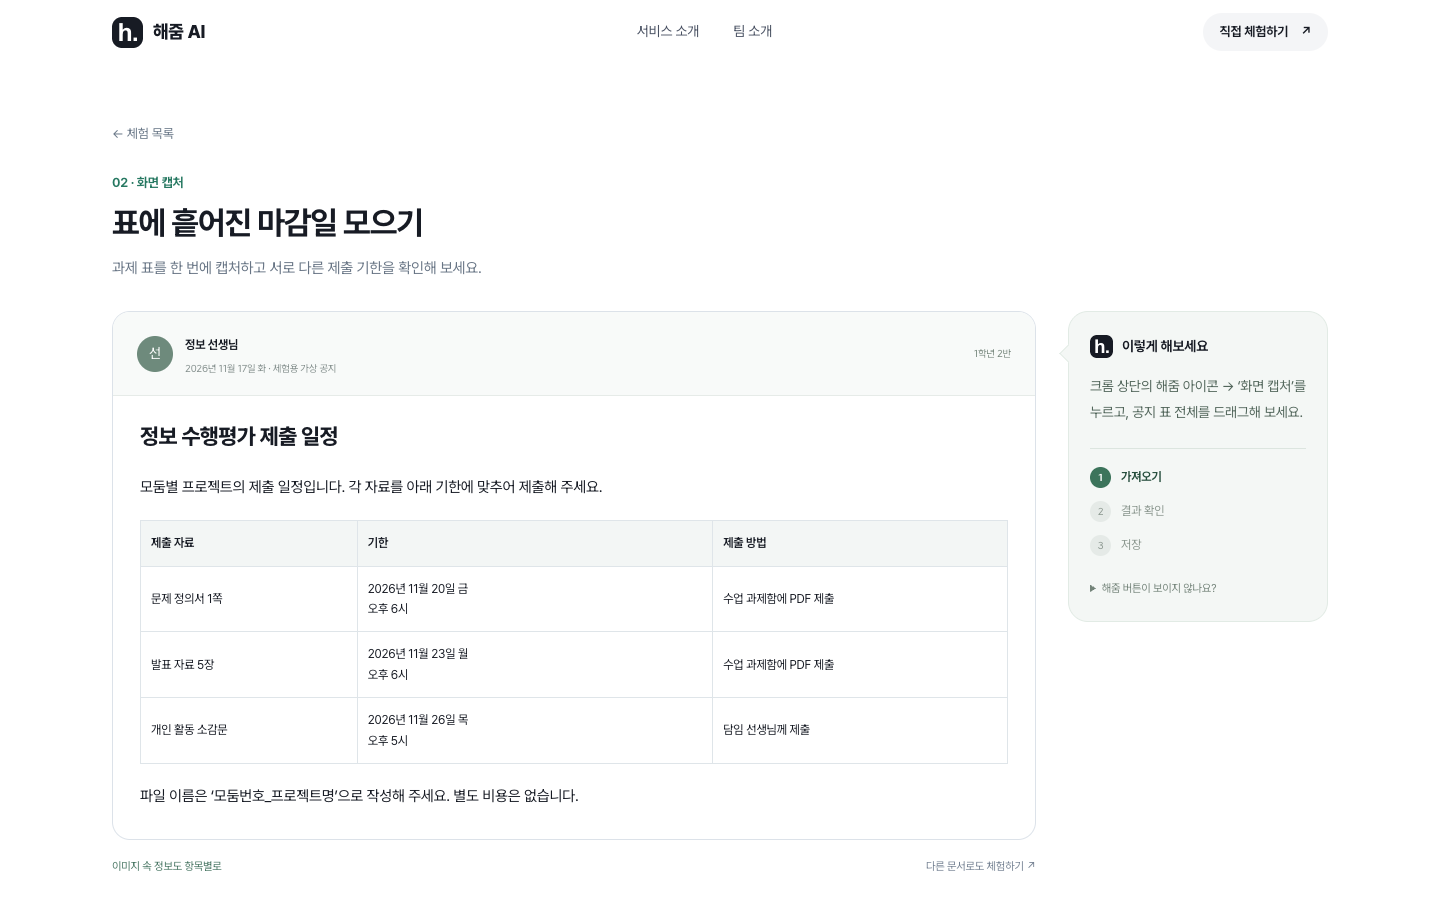 h. 해줌 AI
서비스 소개
팀 소개
직접 체험하기 ↗
← 체험 목록
02 · 화면 캡처
표에 흩어진 마감일 모으기
과제 표를 한 번에 캡처하고 서로 다른 제출 기한을 확인해 보세요.
선
정보 선생님
2026년 11월 17일 화 · 체험용 가상 공지
1학년 2반
정보 수행평가 제출 일정
모둠별 프로젝트의 제출 일정입니다. 각 자료를 아래 기한에 맞추어 제출해 주세요.
제출 자료
기한
제출 방법
문제 정의서 1쪽
2026년 11월 20일 금
오후 6시
수업 과제함에 PDF 제출
발표 자료 5장
2026년 11월 23일 월
오후 6시
수업 과제함에 PDF 제출
개인 활동 소감문
2026년 11월 26일 목
오후 5시
담임 선생님께 제출
파일 이름은 ‘모둠번호_프로젝트명’으로 작성해 주세요. 별도 비용은 없습니다.
이미지 속 정보도 항목별로
다른 문서로도 체험하기 ↗
h. 이렇게 해보세요
크롬 상단의 해줌 아이콘 → ‘화면 캡처’를
누르고, 공지 표 전체를 드래그해 보세요.
1 가져오기
2 결과 확인
3 저장
▶ 해줌 버튼이 보이지 않나요?